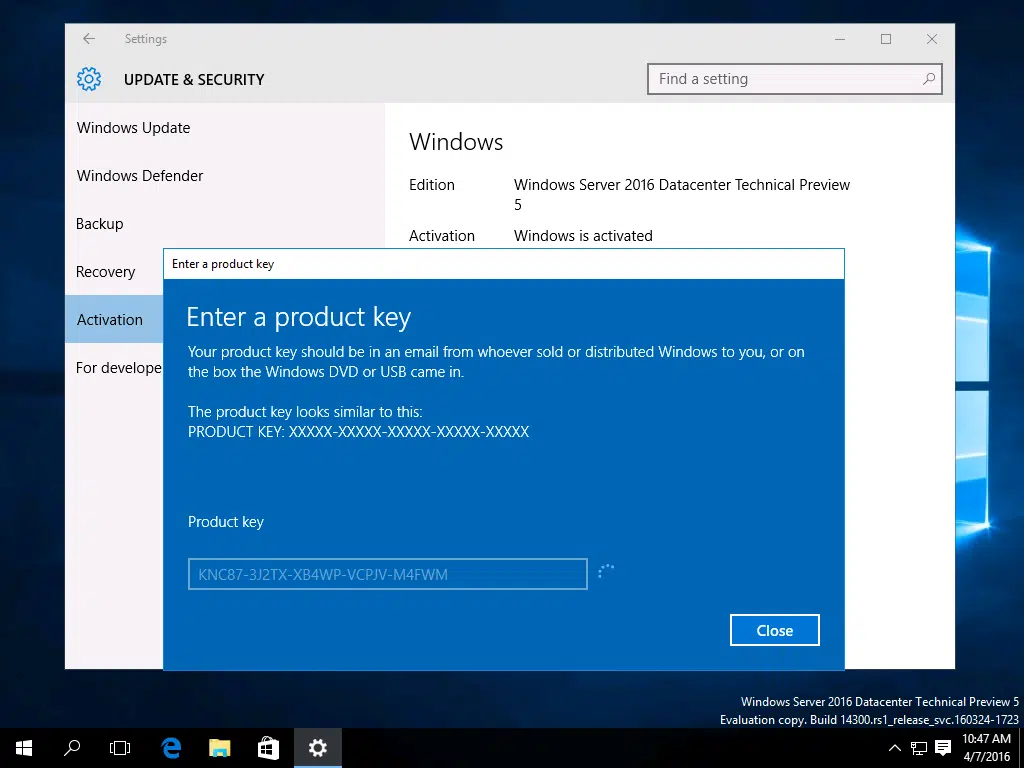 Settings
UPDATE & SECURITY
Find a setting
Windows Update
Windows Defender
Backup
Recovery
Activation
For develope
Windows
Edition
Windows Server 2016 Datacenter Technical Preview
5
Activation
Windows is activated
Enter a product key
Enter a product key
Your product key should be in an email from whoever sold or distributed Windows to you, or on
the box the Windows DVD or USB came in.
The product key looks similar to this:
PRODUCT KEY: XXXXX-XXXXX-XXXXX-XXXXX-XXXXX
Product key
KNC87-3J2TX-XB4WP-VCPJV-M4FWM
Close
Windows Server 2016 Datacenter Technical Preview 5
Evaluation copy. Build 14300.rs1_release_svc.160324-1723
10:47 AM
4/7/2016